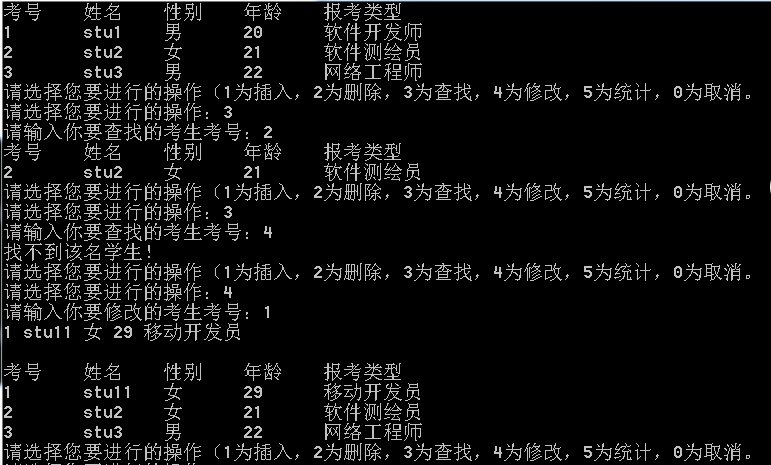 考号 姓名 性别 年龄 报考类型
1 stu1 男 20 软件开发师
2 stu2 女 21 软件测绘员
3 stu3 男 22 网络工程师
请选择您要进行的操作（1为插入，2为删除，3为查找，4为修改，5为统计，0为取消。
请选择您要进行的操作：3
请输入你要查找的考生考号：2
考号 姓名 性别 年龄 报考类型
2 stu2 女 21 软件测绘员
请选择您要进行的操作（1为插入，2为删除，3为查找，4为修改，5为统计，0为取消。
请选择您要进行的操作：3
请输入你要查找的考生考号：4
找不到该名学生！
请选择您要进行的操作（1为插入，2为删除，3为查找，4为修改，5为统计，0为取消。
请选择您要进行的操作：4
请输入你要修改的考生考号：1
1 stu11 女 29 移动开发员
考号 姓名 性别 年龄 报考类型
1 stu11 女 29 移动开发员
2 stu2 女 21 软件测绘员
3 stu3 男 22 网络工程师
请选择您要进行的操作（1为插入，2为删除，3为查找，4为修改，5为统计，0为取消。